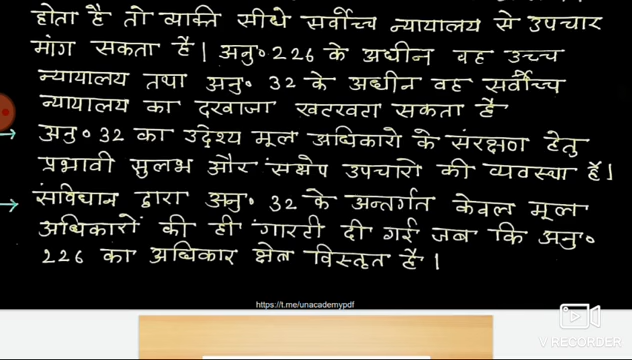 होता है तो व्यक्ति सीधे सर्वोच्च न्यायालय से उपचार
मांग सकता है। अनु॰ 226 के अधीन वह उच्च
न्यायालय तथा अनु॰ 32 के अधीन वह सर्वोच्च
न्यायालय का दरवाजा खटखटा सकता है
→ अनु॰ 32 का उद्देश्य मूल अधिकारो के संरक्षण हेतु
प्रभावी सुलभ और संक्षेप उपचारो की व्यवस्था है।
→ संविधान द्वारा अनु॰ 32 के अन्तर्गत केवल मूल
अधिकारों की ही गांरटी दी गई जब कि अनु॰
226 का अधिकार क्षेत्र विस्तृत है।
https://t.me/unacademypdf
VRECORDER